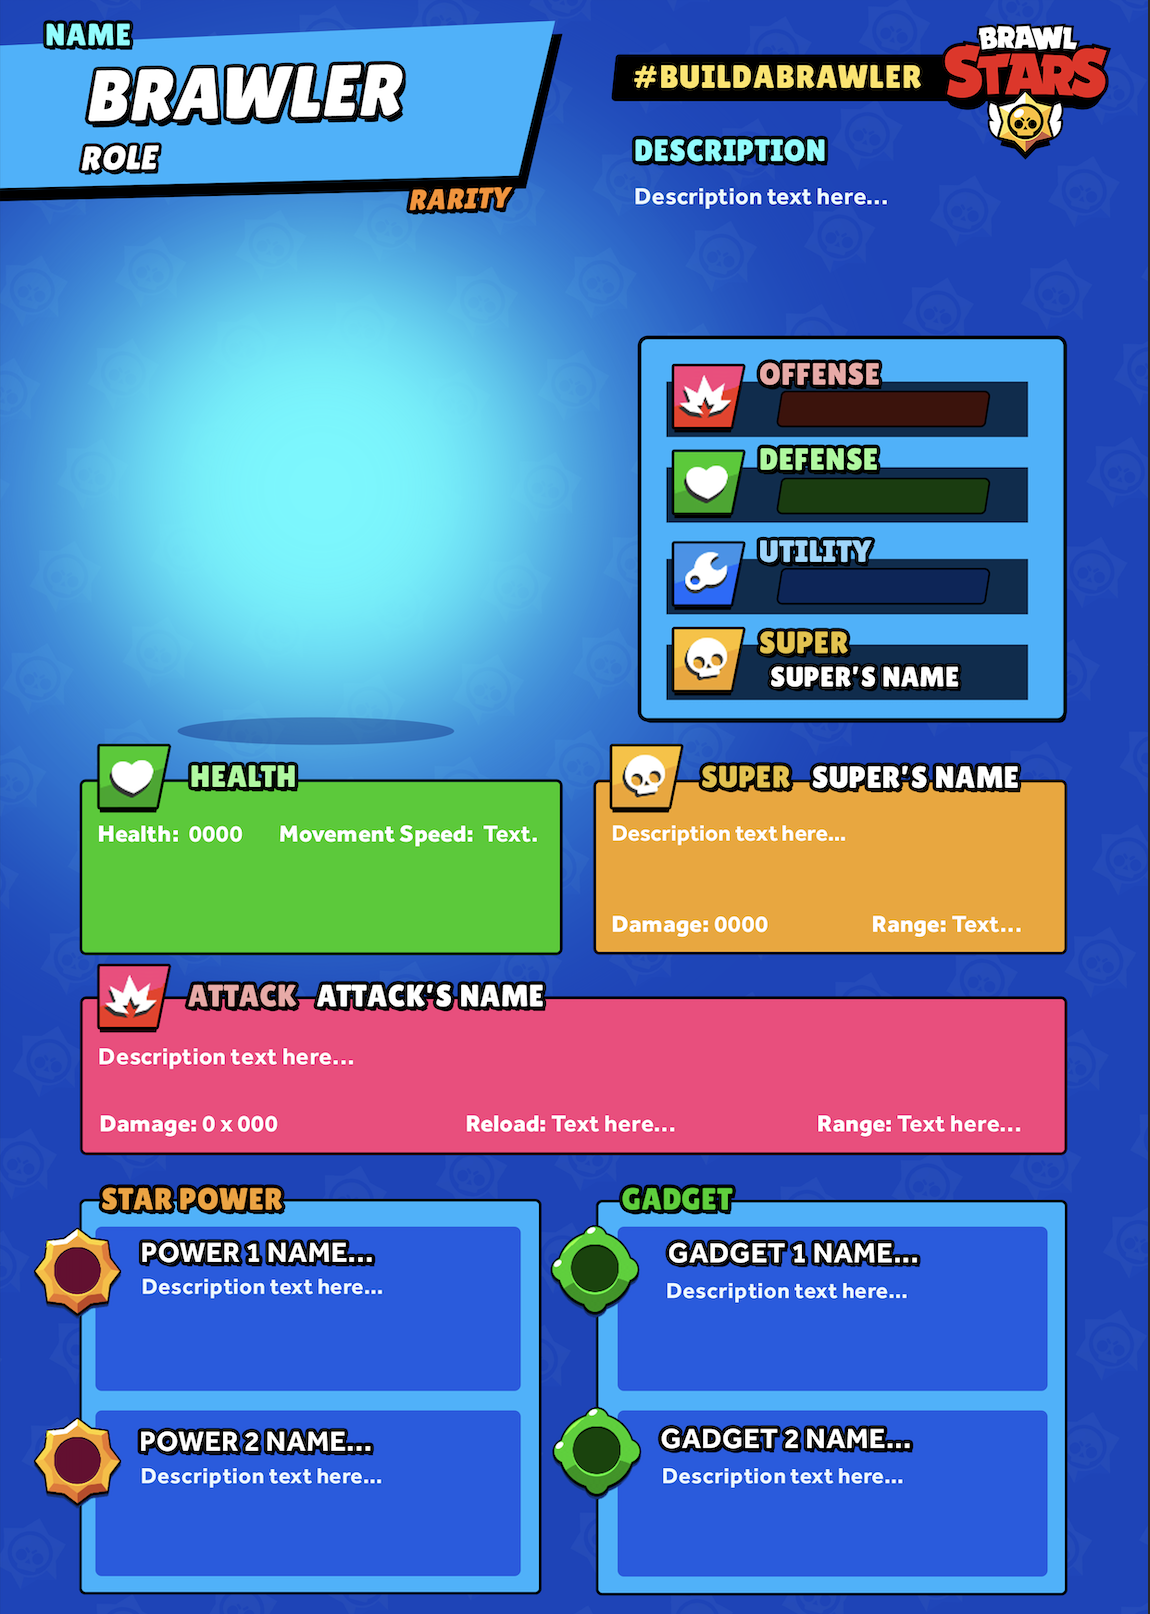 NAME
BRAWLER
ROLE
RARITY
#BUILDABRAWLER
BRAWL
STARS
DESCRIPTION
Description text here...
OFFENSE
DEFENSE
UTILITY
SUPER
SUPER'S NAME
HEALTH
Health: 0000 Movement Speed: Text.
SUPER SUPER'S NAME
Description text here...
Damage: 0000 Range: Text...
ATTACK ATTACK'S NAME
Description text here...
Damage: 0 x 000 Reload: Text here... Range: Text here...
STAR POWER
POWER 1 NAME...
Description text here...
POWER 2 NAME...
Description text here...
GADGET
GADGET 1 NAME...
Description text here...
GADGET 2 NAME...
Description text here...